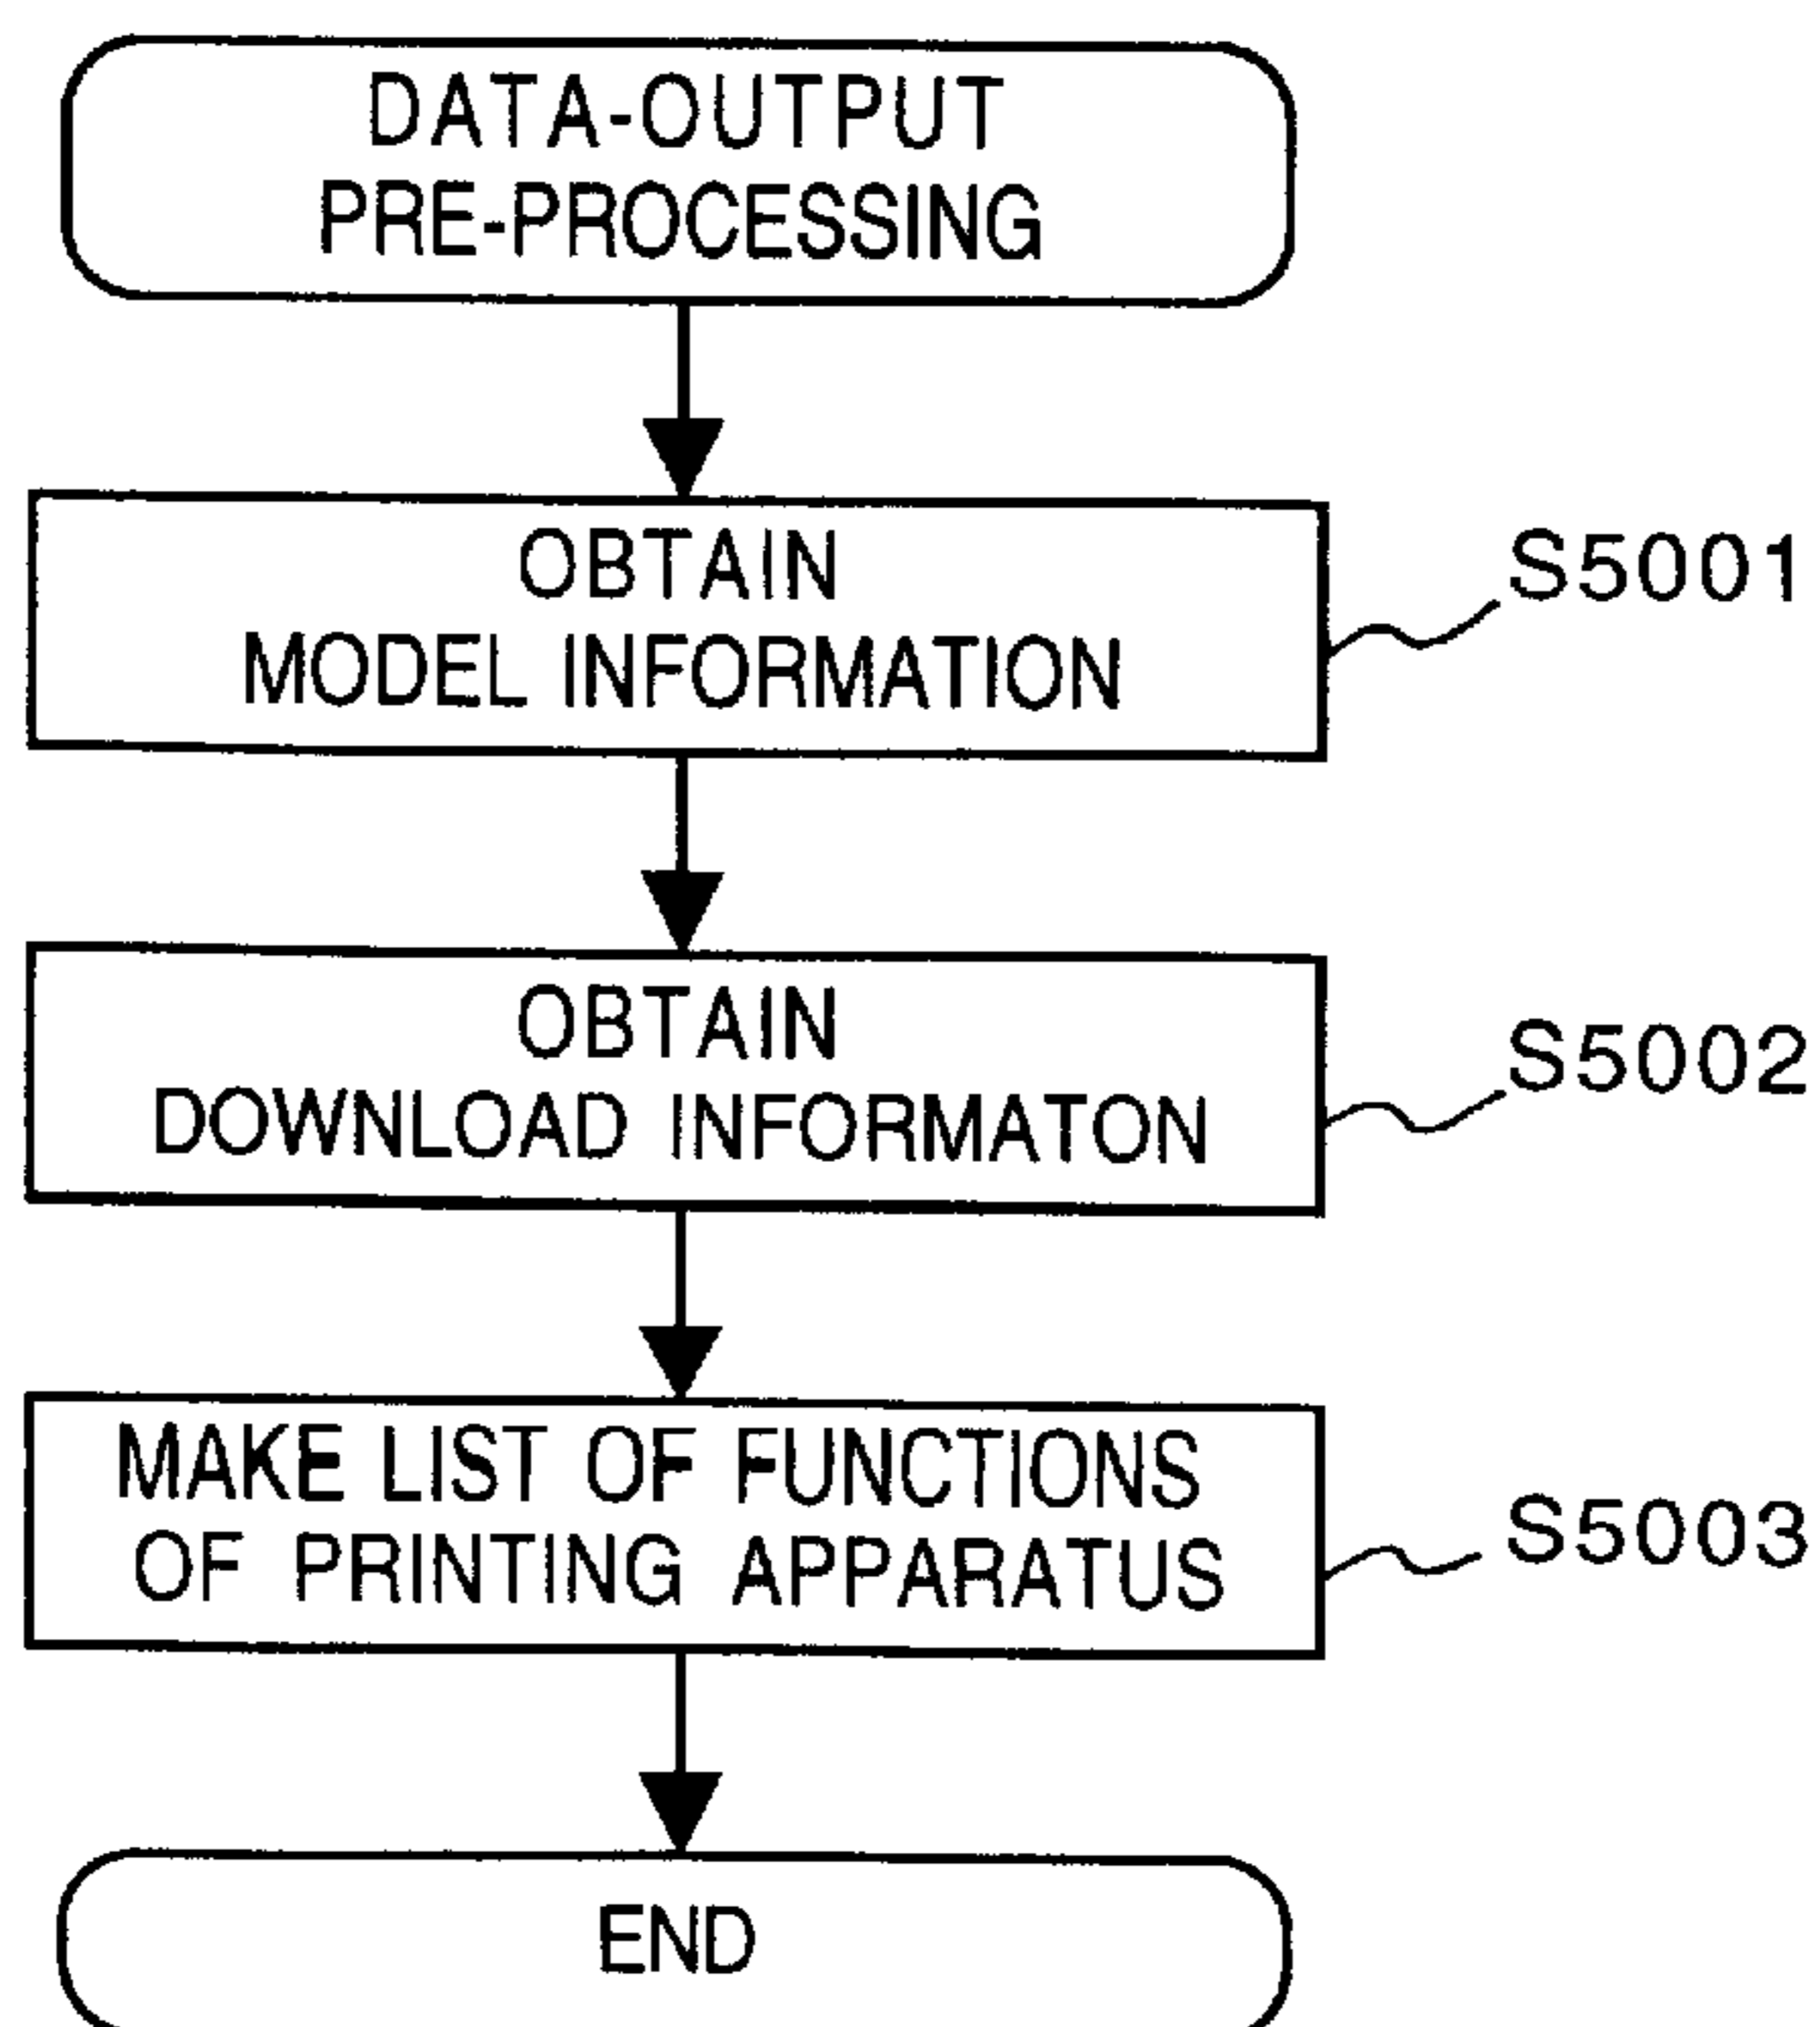 DATA-OUTPUT
PRE-PROCESSING
OBTAIN
MODEL INFORMATION
S5001
OBTAIN
DOWNLOAD INFORMATON
S5002
MAKE LIST OF FUNCTIONS
OF PRINTING APPARATUS
S5003
END